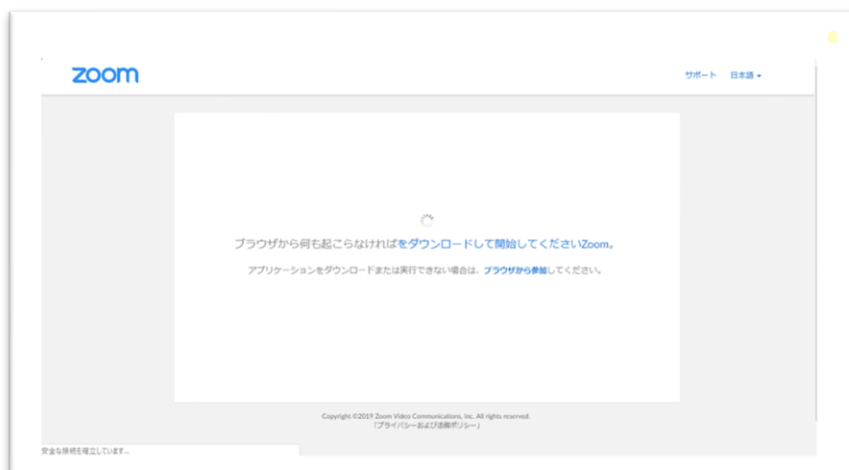 zoom
サポート 日本語
ブラウザから何も起こらなければをダウンロードして開始してくださいZoom。
アプリケーションをダウンロードまたは実行できない場合は、ブラウザから参加してください。
Copyright ©2019 Zoom Video Communications, Inc. All rights reserved.
「プライバシーおよび法務ポリシー」
安全な接続を確立しています...